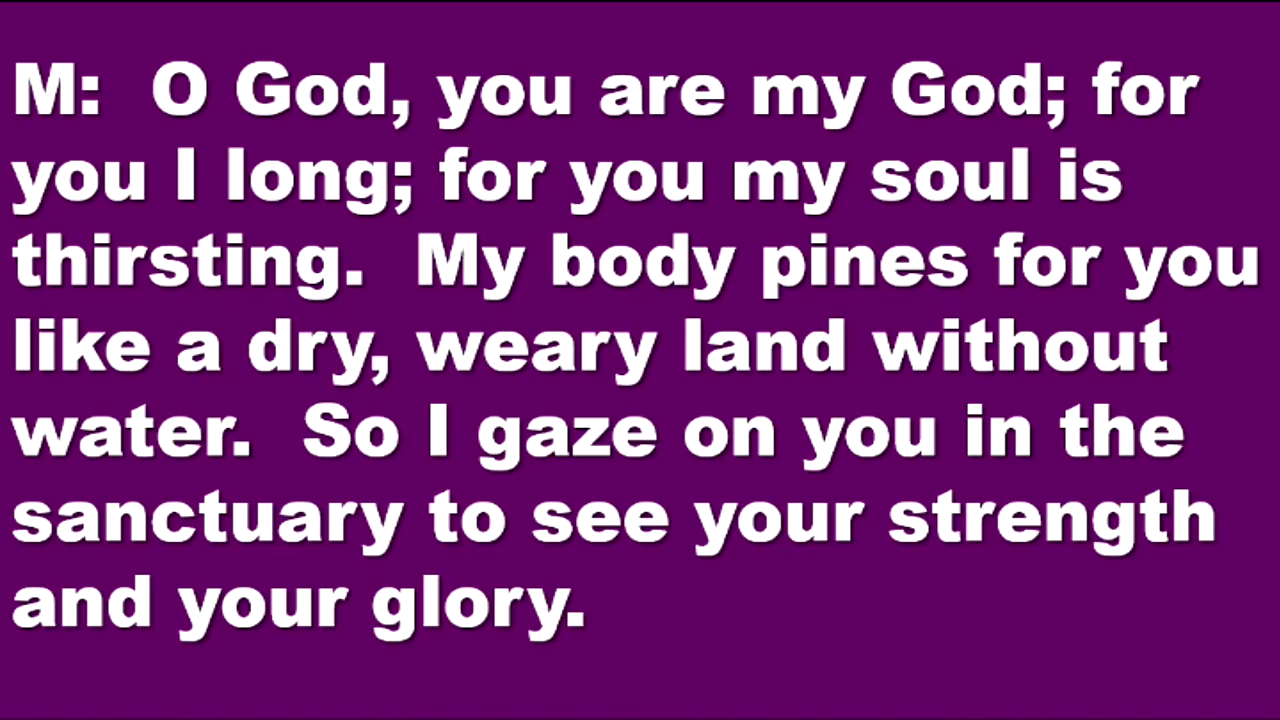 M:  O God, you are my God; for
you I long; for you my soul is
thirsting.  My body pines for you
like a dry, weary land without
water.  So I gaze on you in the
sanctuary to see your strength
and your glory.